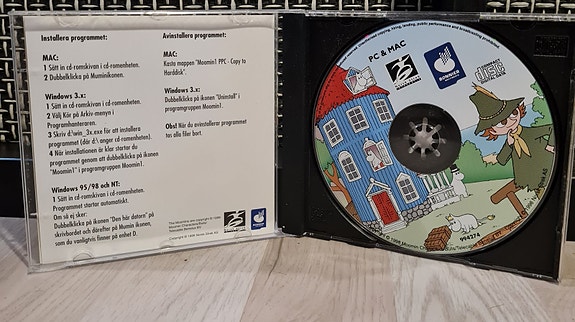 Installera programmet:
MAC:
1 Sätt in cd-romskivan i cd-romenheten.
2 Dubbelklicka på Muminikonen.
Windows 3.x:
1 Sätt in cd-romskivan i cd-romenheten.
2 Välj Kör på Arkiv-menyn i
Programhanteraren.
3 Skriv d:\win_3x.exe för att installera
programmet (där d:\ anger cd-romenheten).
4 När installationen är klar startar du
programmet genom att dubbelklicka på ikonen
"Moomin1" i programgruppen Moomin1.
Windows 95/98 och NT:
1 Sätt in cd-romskivan i cd-romenheten.
Programmet startar automatiskt.
Om så ej sker:
Dubbelklicka på ikonen "Den här datorn" på
skrivbordet och därefter på Mumin ikonen,
som du vanligtvis finner på enhet D.
Avinstallera programmet:
MAC:
Kasta mappen "Moomin1 PPC - Copy to
Harddisk".
Windows 3.x:
Dubbelklicka på ikonen "Uninstall" i
programgruppen Moomin1.
Obs! När du avinstallerar programmet
tas alla filer bort.
PC & MAC
COMPACT
disc
994274